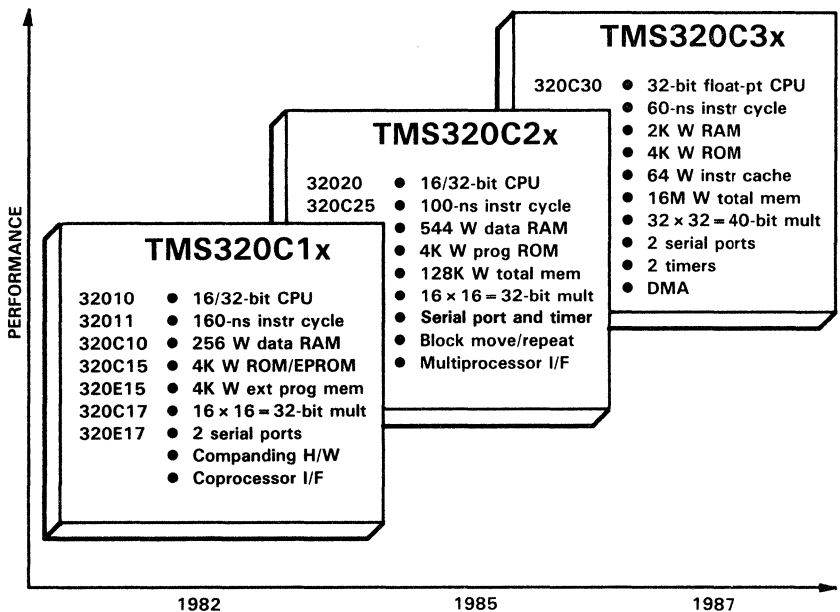 PERFORMANCE
TMS320C1x
32010 ● 16/32-bit CPU
32011 ● 160-ns instr cycle
320C10 ● 256 W data RAM
320C15 ● 4K W ROM/EPROM
320E15 ● 4K W ext prog mem
320C17 ● 16 × 16 = 32-bit mult
320E17 ● 2 serial ports
● Companding H/W
● Coprocessor I/F
TMS320C2x
32020 ● 16/32-bit CPU
320C25 ● 100-ns instr cycle
● 544 W data RAM
● 4K W prog ROM
● 128K W total mem
● 16 × 16 = 32-bit mult
● Serial port and timer
● Block move/repeat
● Multiprocessor I/F
TMS320C3x
320C30 ● 32-bit float-pt CPU
● 60-ns instr cycle
● 2K W RAM
● 4K W ROM
● 64 W instr cache
● 16M W total mem
● 32 × 32 = 40-bit mult
● 2 serial ports
● 2 timers
● DMA
1982 1985 1987